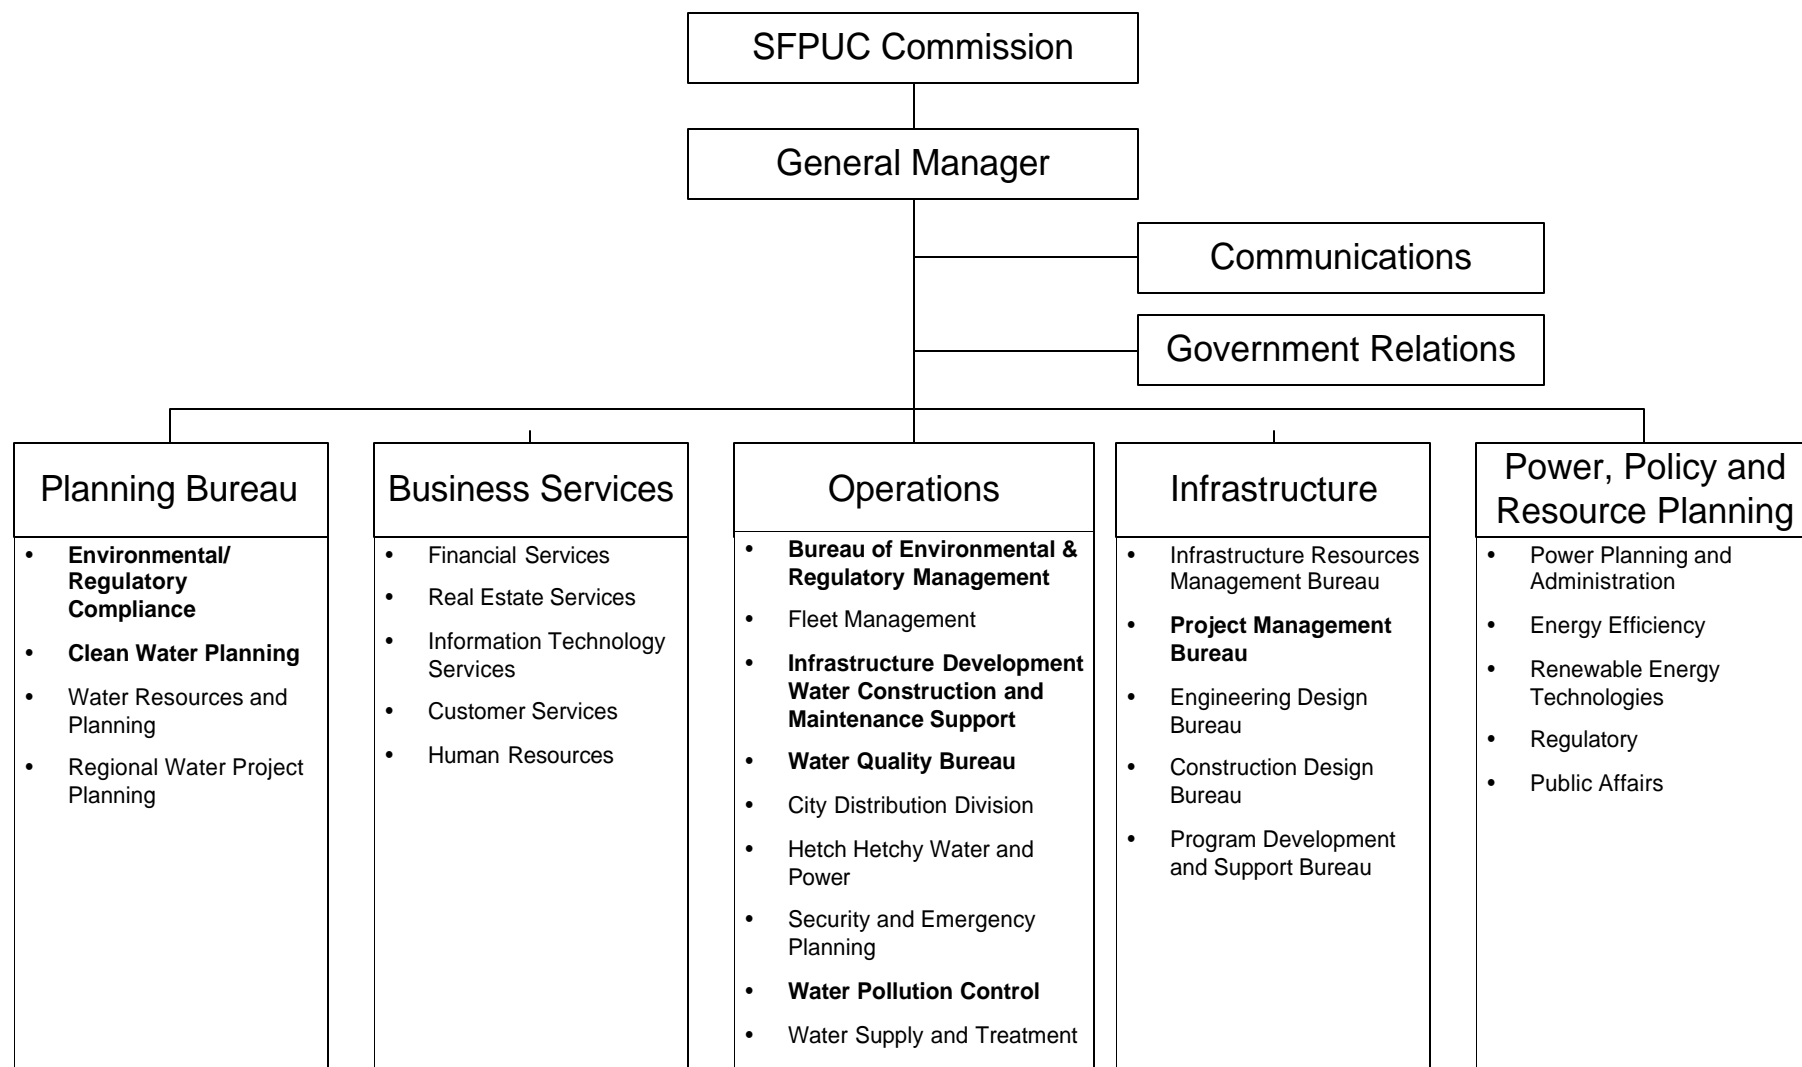 SFPUC Commission
General Manager
Communications
Government Relations
Planning Bureau
• Environmental/
Regulatory
Compliance
• Clean Water Planning
• Water Resources and
Planning
• Regional Water Project
Planning
Business Services
• Financial Services
• Real Estate Services
• Information Technology
Services
• Customer Services
• Human Resources
Operations
• Bureau of Environmental &
Regulatory Management
• Fleet Management
• Infrastructure Development
Water Construction and
Maintenance Support
• Water Quality Bureau
• City Distribution Division
• Hetch Hetchy Water and
Power
• Security and Emergency
Planning
• Water Pollution Control
• Water Supply and Treatment
Infrastructure
• Infrastructure Resources
Management Bureau
• Project Management
Bureau
• Engineering Design
Bureau
• Construction Design
Bureau
• Program Development
and Support Bureau
Power, Policy and
Resource Planning
• Power Planning and
Administration
• Energy Efficiency
• Renewable Energy
Technologies
• Regulatory
• Public Affairs